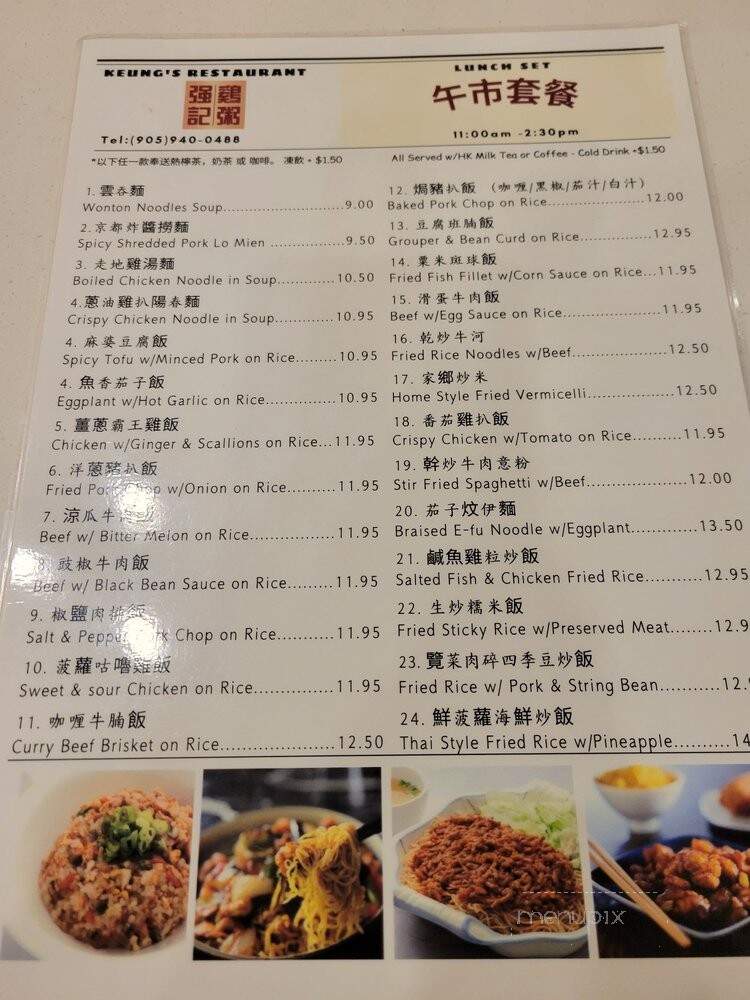 KEUNG'S RESTAURANT
强記 鷄粥
Tel:(905)940-0488
LUNCH SET
午市套餐
11:00am -2:30pm
*以下任一款奉送熱檸茶，奶茶 或 咖啡。 凍飲 + $1.50
All Served w/HK Milk Tea or Coffee - Cold Drink +$1.50
1. 雲吞麵
Wonton Noodles Soup 9.00
2.京都炸醬撈麵
Spicy Shredded Pork Lo Mein 9.50
3. 走地雞湯麵
Boiled Chicken Noodle in Soup 10.50
4.蔥油雞扒陽春麵
Crispy Chicken Noodle in Soup 10.95
4. 麻婆豆腐飯
Spicy Tofu w/Minced Pork on Rice 10.95
4. 魚香茄子飯
Eggplant w/Hot Garlic on Rice 10.95
5. 薑蔥霸王雞飯
Chicken w/Ginger & Scallions on Rice 11.95
6. 洋蔥豬扒飯
Fried Pork Chop w/Onion on Rice 11.95
7. 涼瓜牛
Beef w/ Bitter Melon on Rice 11.95
8. 豉椒牛肉飯
Beef w/ Black Bean Sauce on Rice 11.95
9. 椒鹽肉排飯
Salt & Pepper Pork Chop on Rice 11.95
10. 菠蘿咕嚕雞飯
Sweet & sour Chicken on Rice 11.95
11. 咖喱牛腩飯
Curry Beef Brisket on Rice 12.50
12. 焗豬扒飯 （咖喱/黑椒/茄汁/白汁）
Baked Pork Chop on Rice 12.00
13. 豆腐班腩飯
Grouper & Bean Curd on Rice 12.95
14. 粟米斑球飯
Fried Fish Fillet w/Corn Sauce on Rice 11.95
15. 滑蛋牛肉飯
Beef w/Egg Sauce on Rice 11.95
16. 乾炒牛河
Fried Rice Noodles w/Beef 12.50
17. 家鄉炒米
Home Style Fried Vermicelli 12.50
18. 番茄雞扒飯
Crispy Chicken w/Tomato on Rice 11.95
19. 幹炒牛肉意粉
Stir Fried Spaghetti w/Beef 12.00
20. 茄子炆伊麵
Braised E-fu Noodle w/Eggplant 13.50
21. 鹹魚雞粒炒飯
Salted Fish & Chicken Fried Rice 12.95
22. 生炒糯米飯
Fried Sticky Rice w/Preserved Meat 12.9
23. 覽菜肉碎四季豆炒飯
Fried Rice w/ Pork & String Bean 12.
24. 鮮菠蘿海鮮炒飯
Thai Style Fried Rice w/Pineapple 14
menupix